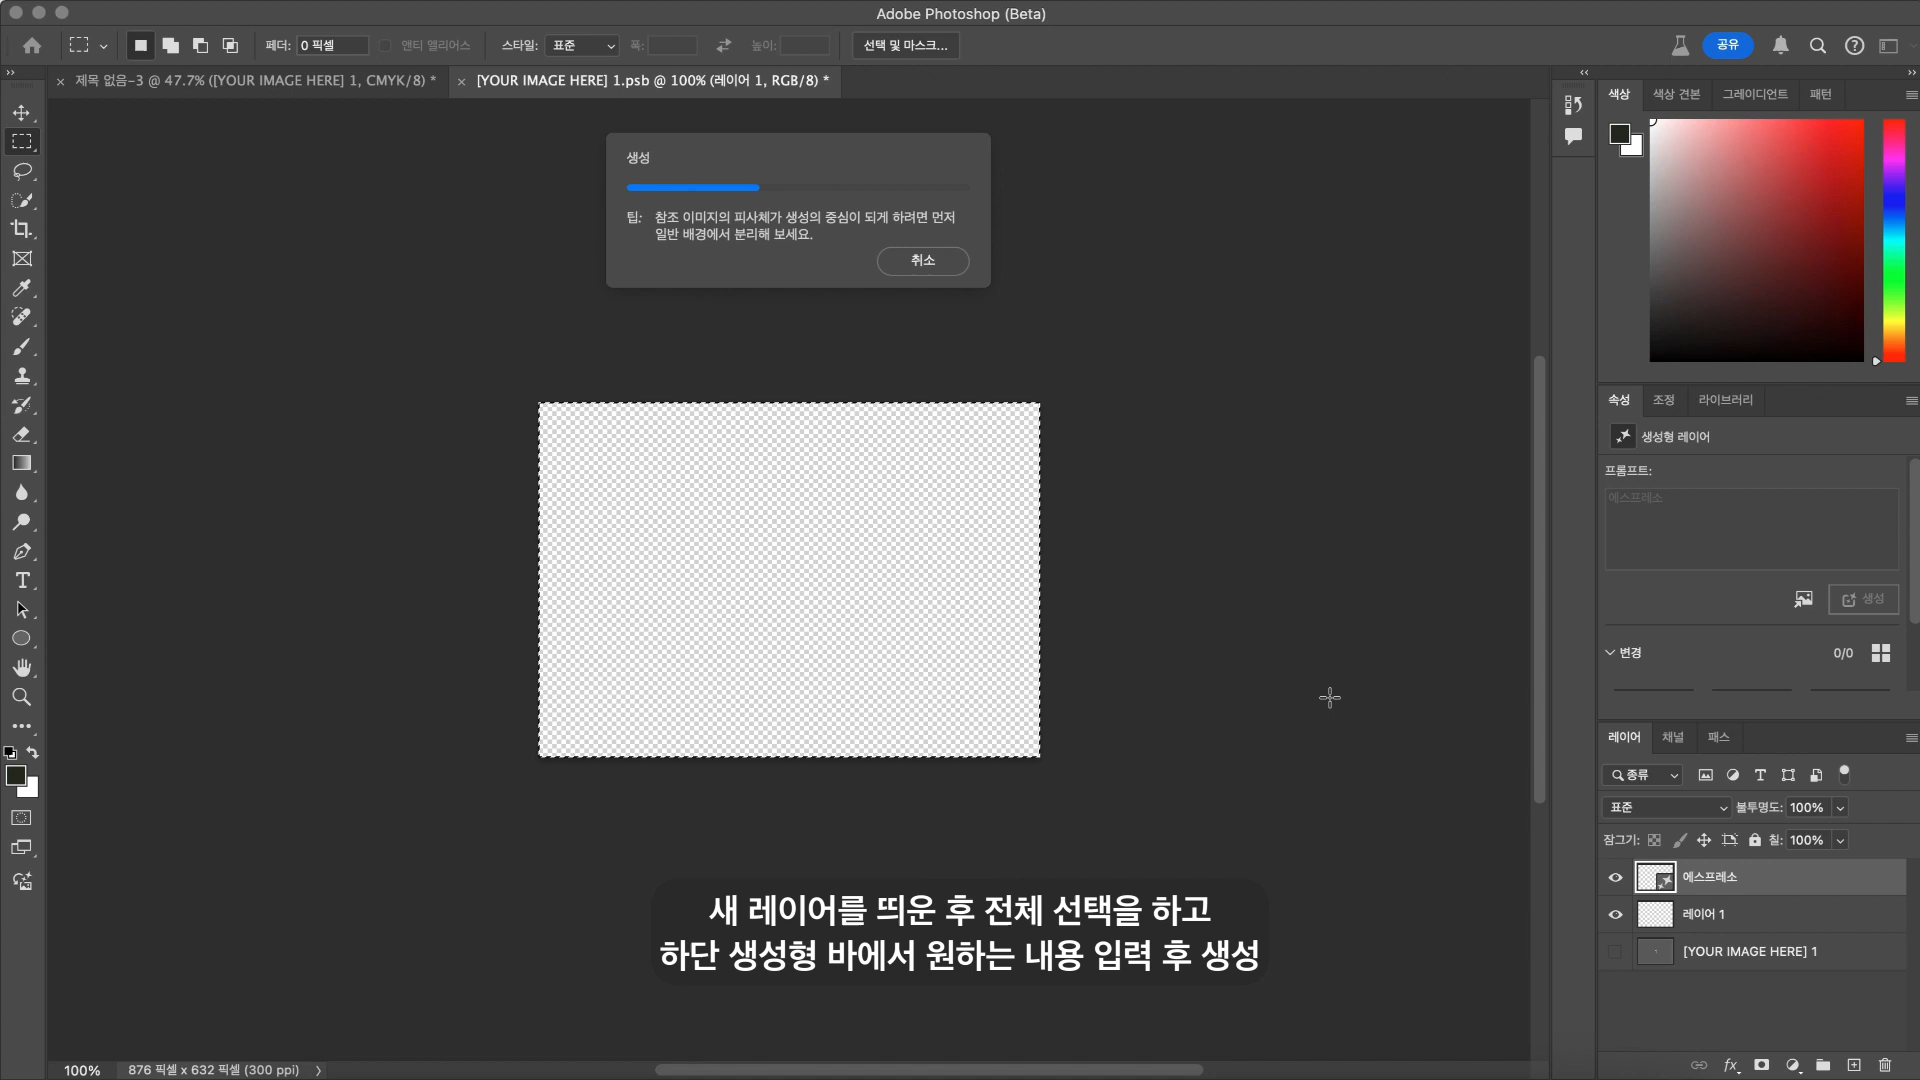 Adobe Photoshop (Beta)
페더: 0 픽셀 앤티 앨리어스 스타일: 표준 폭: 높이: 선택 및 마스크... 공유
제목 없음-3 @ 47.7% ([YOUR IMAGE HERE] 1, CMYK/8) *
[YOUR IMAGE HERE] 1.psb @ 100% (레이어 1, RGB/8) *
색상 색상 견본 그레이디언트 패턴
생성
팁: 참조 이미지의 피사체가 생성의 중심이 되게 하려면 먼저
일반 배경에서 분리해 보세요.
취소
속성 조정 라이브러리
생성형 레이어
프롬프트:
에스프레소
생성
변경 0/0
레이어 채널 패스
종류
표준 불투명도: 100%
잠그기: 칠: 100%
에스프레소
레이어 1
[YOUR IMAGE HERE] 1
새 레이어를 띄운 후 전체 선택을 하고
하단 생성형 바에서 원하는 내용 입력 후 생성
100% 876 픽셀 x 632 픽셀 (300 ppi)
fx